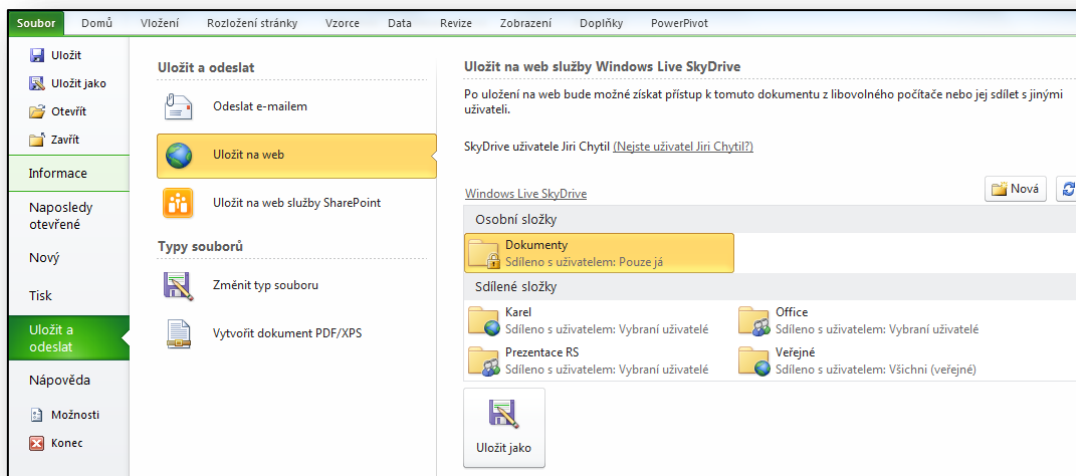 Soubor Domů Vložení Rozložení stránky Vzorce Data Revize Zobrazení Doplňky PowerPivot
Uložit
Uložit jako
Otevřít
Zavřít
Informace
Naposledy
otevřené
Nový
Tisk
Uložit a
odeslat
Nápověda
Možnosti
Konec
Uložit a odeslat
Odeslat e-mailem
Uložit na web
Uložit na web služby SharePoint
Typy souborů
Změnit typ souboru
Vytvořit dokument PDF/XPS
Uložit na web služby Windows Live SkyDrive
Po uložení na web bude možné získat přístup k tomuto dokumentu z libovolného počítače nebo jej sdílet s jinými
uživateli.
SkyDrive uživatele Jiri Chytil (Nejste uživatel Jiri Chytil?)
Windows Live SkyDrive
Nová
Osobní složky
Dokumenty
Sdíleno s uživatelem: Pouze já
Sdílené složky
Karel
Sdíleno s uživatelem: Vybraní uživatelé
Office
Sdíleno s uživatelem: Vybraní uživatelé
Prezentace RS
Sdíleno s uživatelem: Vybraní uživatelé
Veřejné
Sdíleno s uživatelem: Všichni (veřejné)
Uložit jako